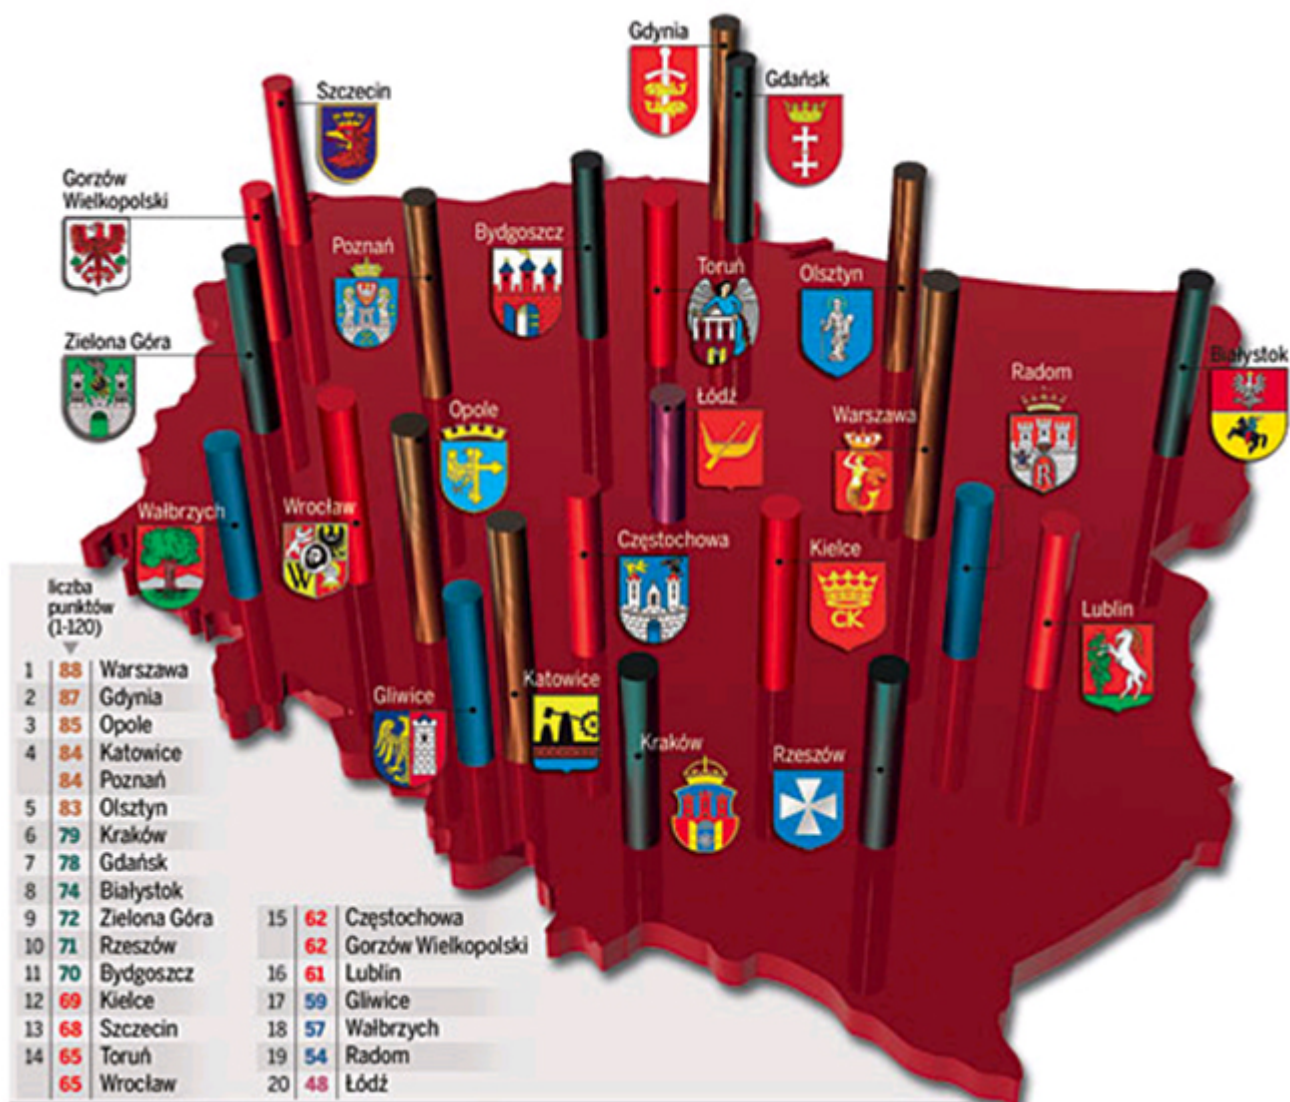 Gdynia
Gdańsk
Szczecin
Gorzów
Wielkopolski
Poznań
Bydgoszcz
Toruń
Olsztyn
Zielona Góra
Białystok
Radom
Łódź
Opole
Warszawa
Wałbrzych
Wrocław
Częstochowa
Kielce
CK
W
R
Lublin
Gliwice
Katowice
Kraków
Rzeszów
liczba
punktów
(1-120)
1 88 Warszawa
2 87 Gdynia
3 85 Opole
4 84 Katowice
84 Poznań
5 83 Olsztyn
6 79 Kraków
7 78 Gdańsk
8 74 Białystok
9 72 Zielona Góra
10 71 Rzeszów
11 70 Bydgoszcz
12 69 Kielce
13 68 Szczecin
14 65 Toruń
65 Wrocław
15 62 Częstochowa
62 Gorzów Wielkopolski
16 61 Lublin
17 59 Gliwice
18 57 Wałbrzych
19 54 Radom
20 48 Łódź